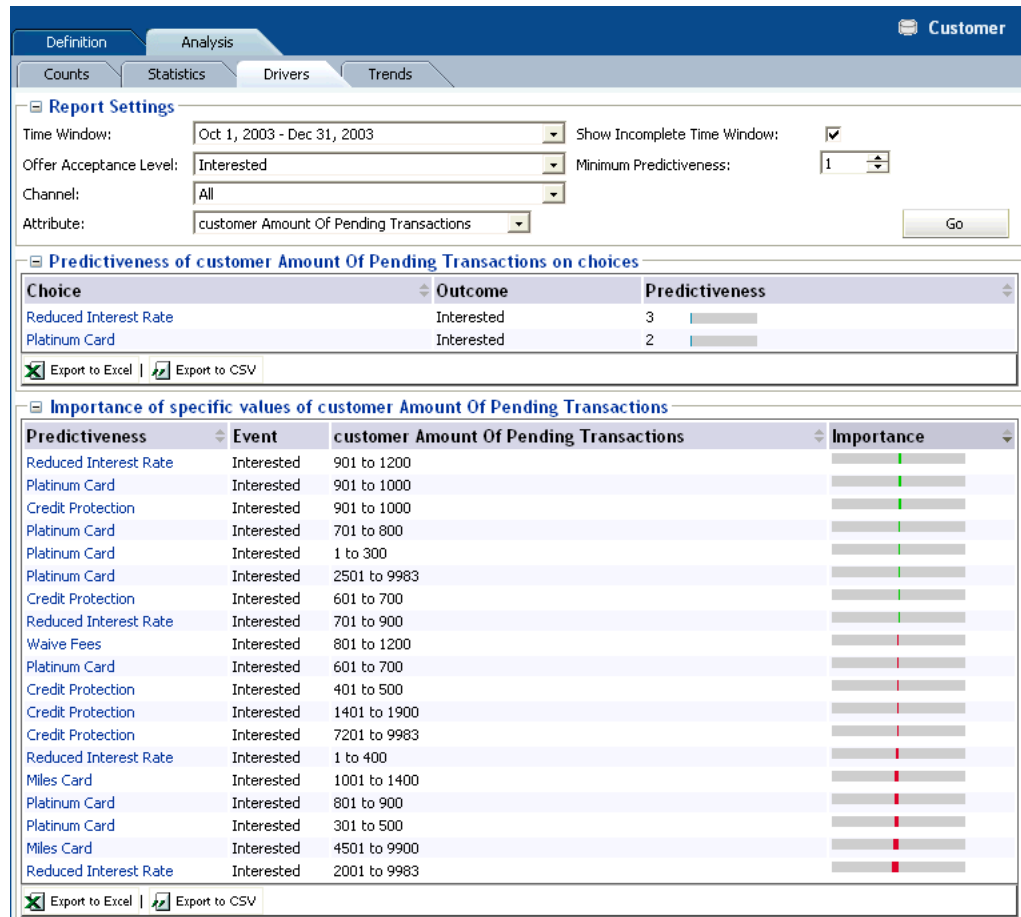 Customer
Definition Analysis
Counts Statistics Drivers Trends
Report Settings
Time Window: Oct 1, 2003 - Dec 31, 2003 Show Incomplete Time Window:
Offer Acceptance Level: Interested Minimum Predictiveness: 1
Channel: All
Attribute: customer Amount Of Pending Transactions Go
Predictiveness of customer Amount Of Pending Transactions on choices
Choice Outcome Predictiveness
Reduced Interest Rate Interested 3
Platinum Card Interested 2
Export to Excel | Export to CSV
Importance of specific values of customer Amount Of Pending Transactions
Predictiveness Event customer Amount Of Pending Transactions Importance
Reduced Interest Rate Interested 901 to 1200
Platinum Card Interested 901 to 1000
Credit Protection Interested 901 to 1000
Platinum Card Interested 701 to 800
Platinum Card Interested 1 to 300
Platinum Card Interested 2501 to 9983
Credit Protection Interested 601 to 700
Reduced Interest Rate Interested 701 to 900
Waive Fees Interested 801 to 1200
Platinum Card Interested 601 to 700
Credit Protection Interested 401 to 500
Credit Protection Interested 1401 to 1900
Credit Protection Interested 7201 to 9983
Reduced Interest Rate Interested 1 to 400
Miles Card Interested 1001 to 1400
Platinum Card Interested 801 to 900
Platinum Card Interested 301 to 500
Miles Card Interested 4501 to 9900
Reduced Interest Rate Interested 2001 to 9983
Export to Excel | Export to CSV